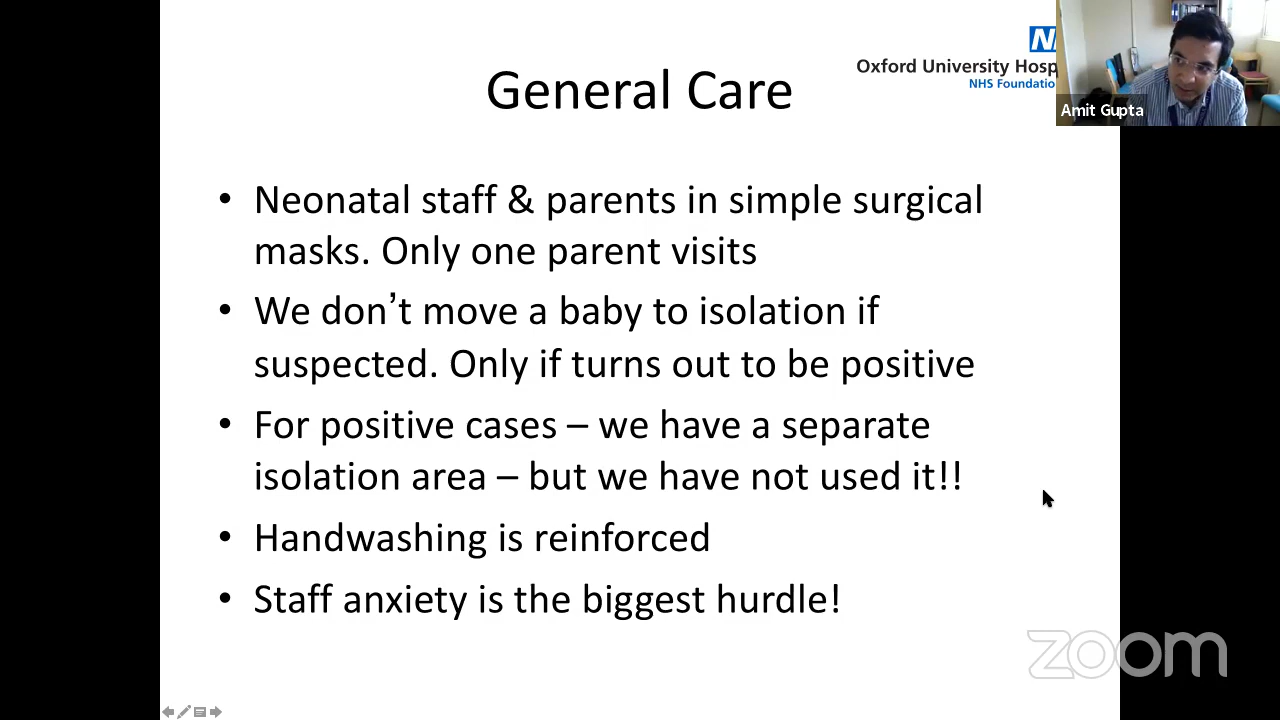 General Care
Oxford University Hosp
NHS Foundatio
Amit Gupta
• Neonatal staff & parents in simple surgical
masks. Only one parent visits
• We don’t move a baby to isolation if
suspected. Only if turns out to be positive
• For positive cases – we have a separate
isolation area – but we have not used it!!
• Handwashing is reinforced
• Staff anxiety is the biggest hurdle!
zoom